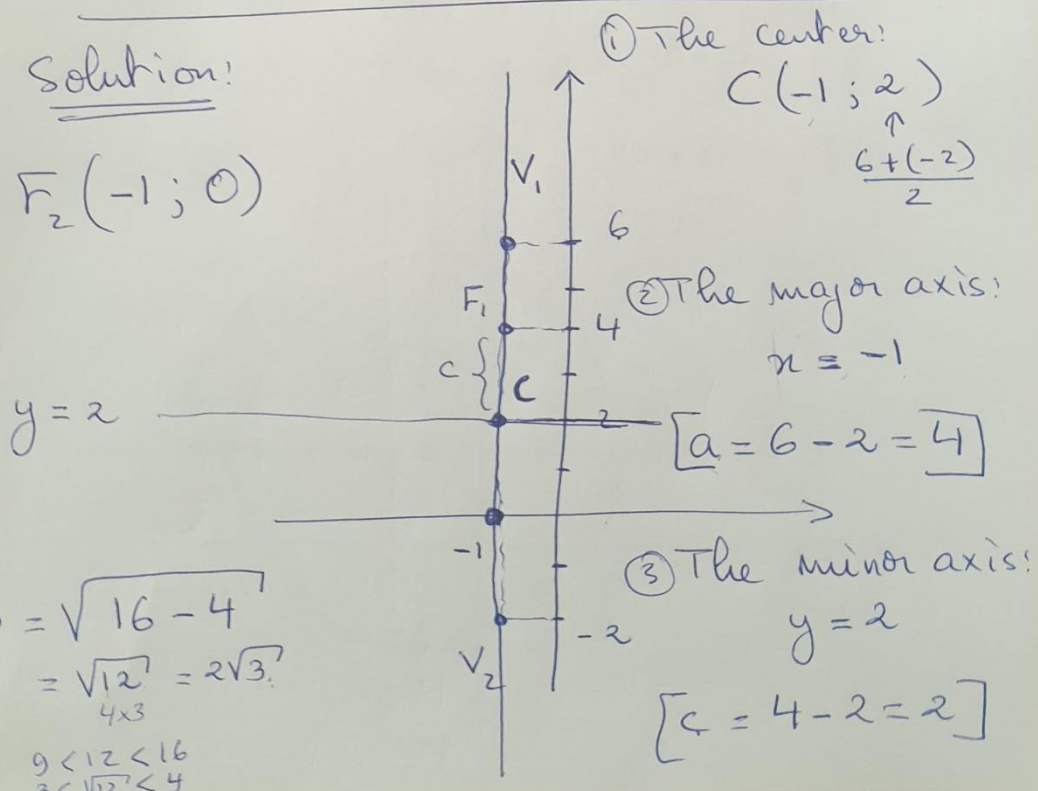 Solution:
F₂ (-1 ; 0)
① The center:
C(-1 ; 2)
↑
6+(-2)
2
V₁
6
F₁
4
② The major axis:
x = -1
c { C
y = 2
2
[a = 6 - 2 = 4]
-1
③ The minor axis:
y = 2
-2
V₂
[c = 4 - 2 = 2]
= √16 - 4
= √12 = 2√3
4x3
9 < 12 < 16
√12 < 4